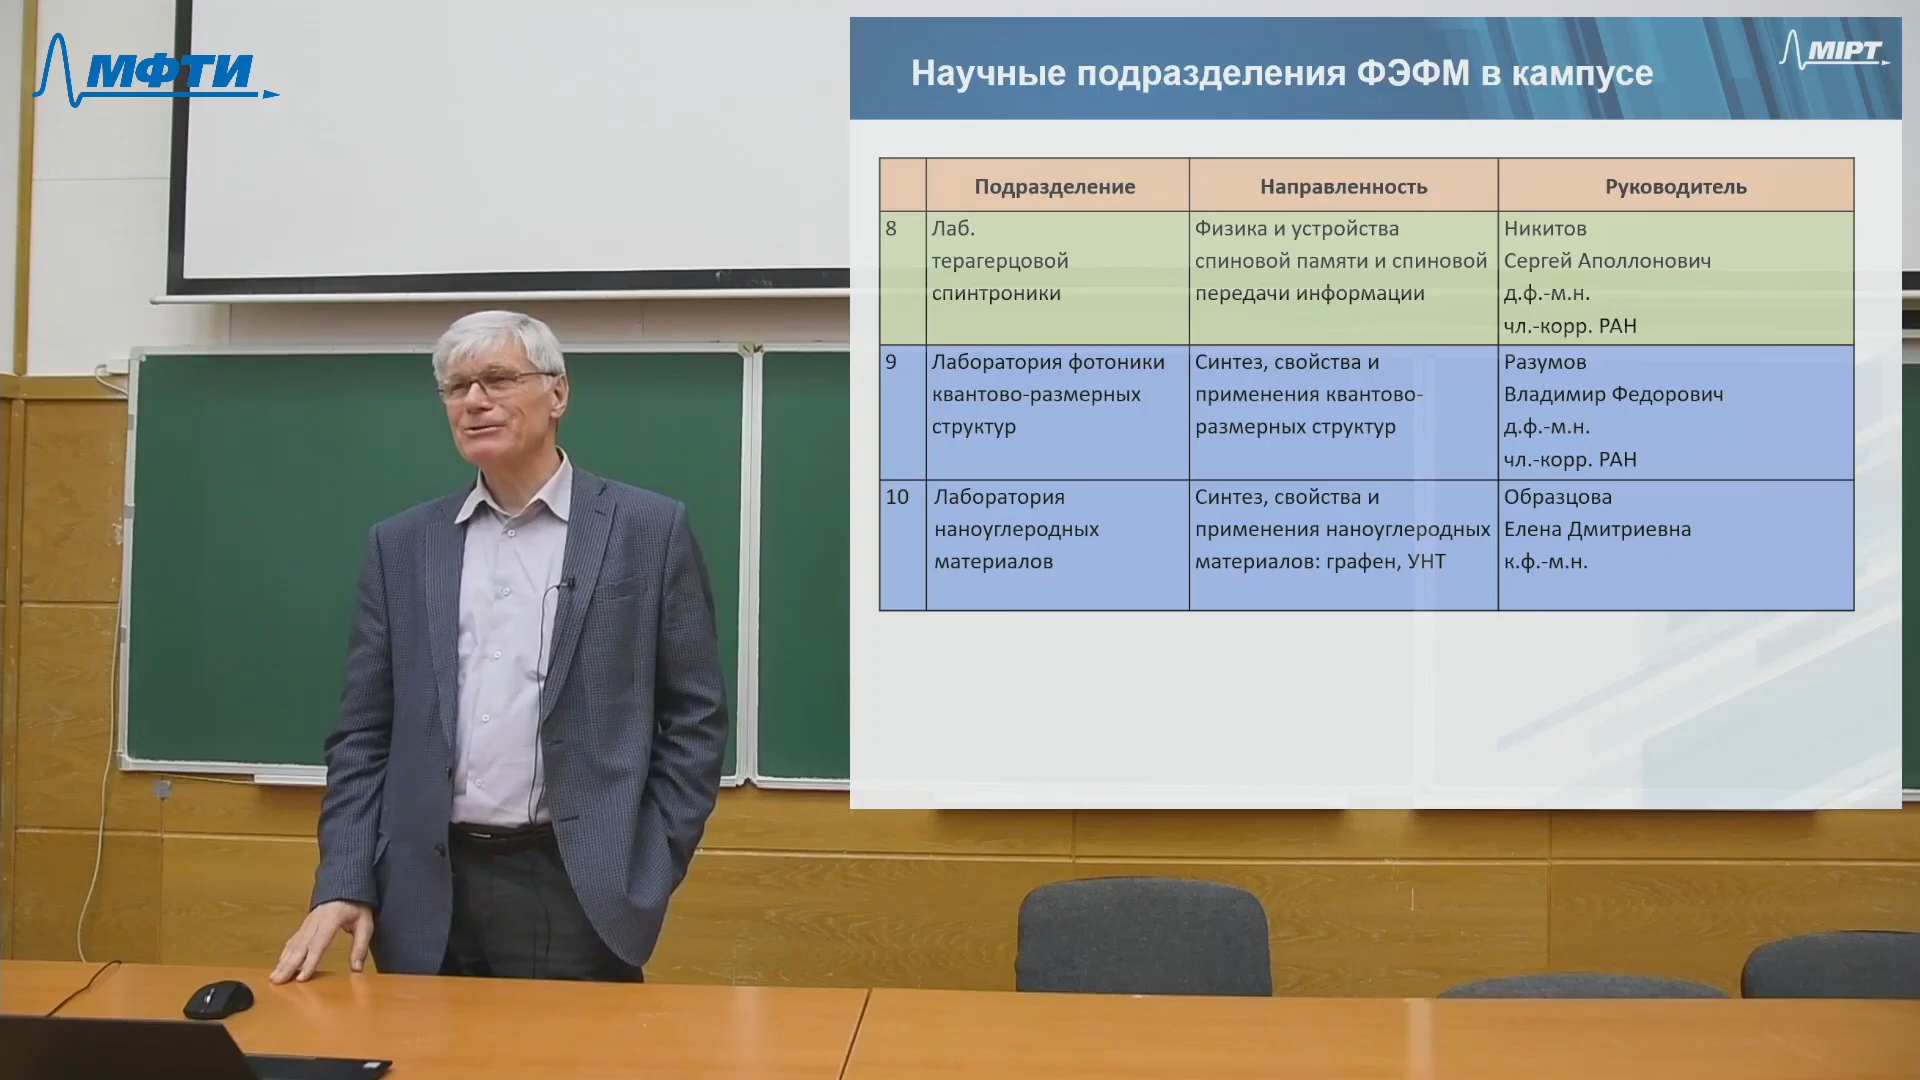 МФТИ
Научные подразделения ФЭФМ в кампусе
MIPT
Подразделение
Направленность
Руководитель
8
Лаб.
терагерцовой
спинтроники
Физика и устройства
спиновой памяти и спиновой
передачи информации
Никитов
Сергей Аполлонович
д.ф.-м.н.
чл.-корр. РАН
9
Лаборатория фотоники
квантово-размерных
структур
Синтез, свойства и
применения квантово-
размерных структур
Разумов
Владимир Федорович
д.ф.-м.н.
чл.-корр. РАН
10
Лаборатория
наноуглеродных
материалов
Синтез, свойства и
применения наноуглеродных
материалов: графен, УНТ
Образцова
Елена Дмитриевна
к.ф.-м.н.